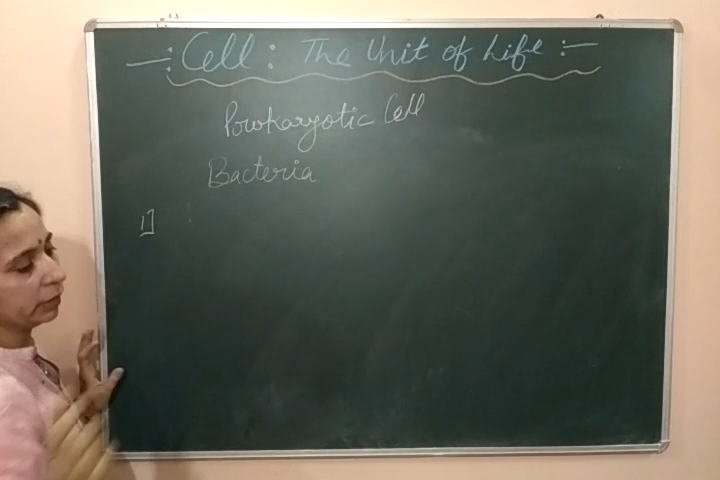 -: Cell : The Unit of Life :-
Prokaryotic Cell
Bacteria
1]